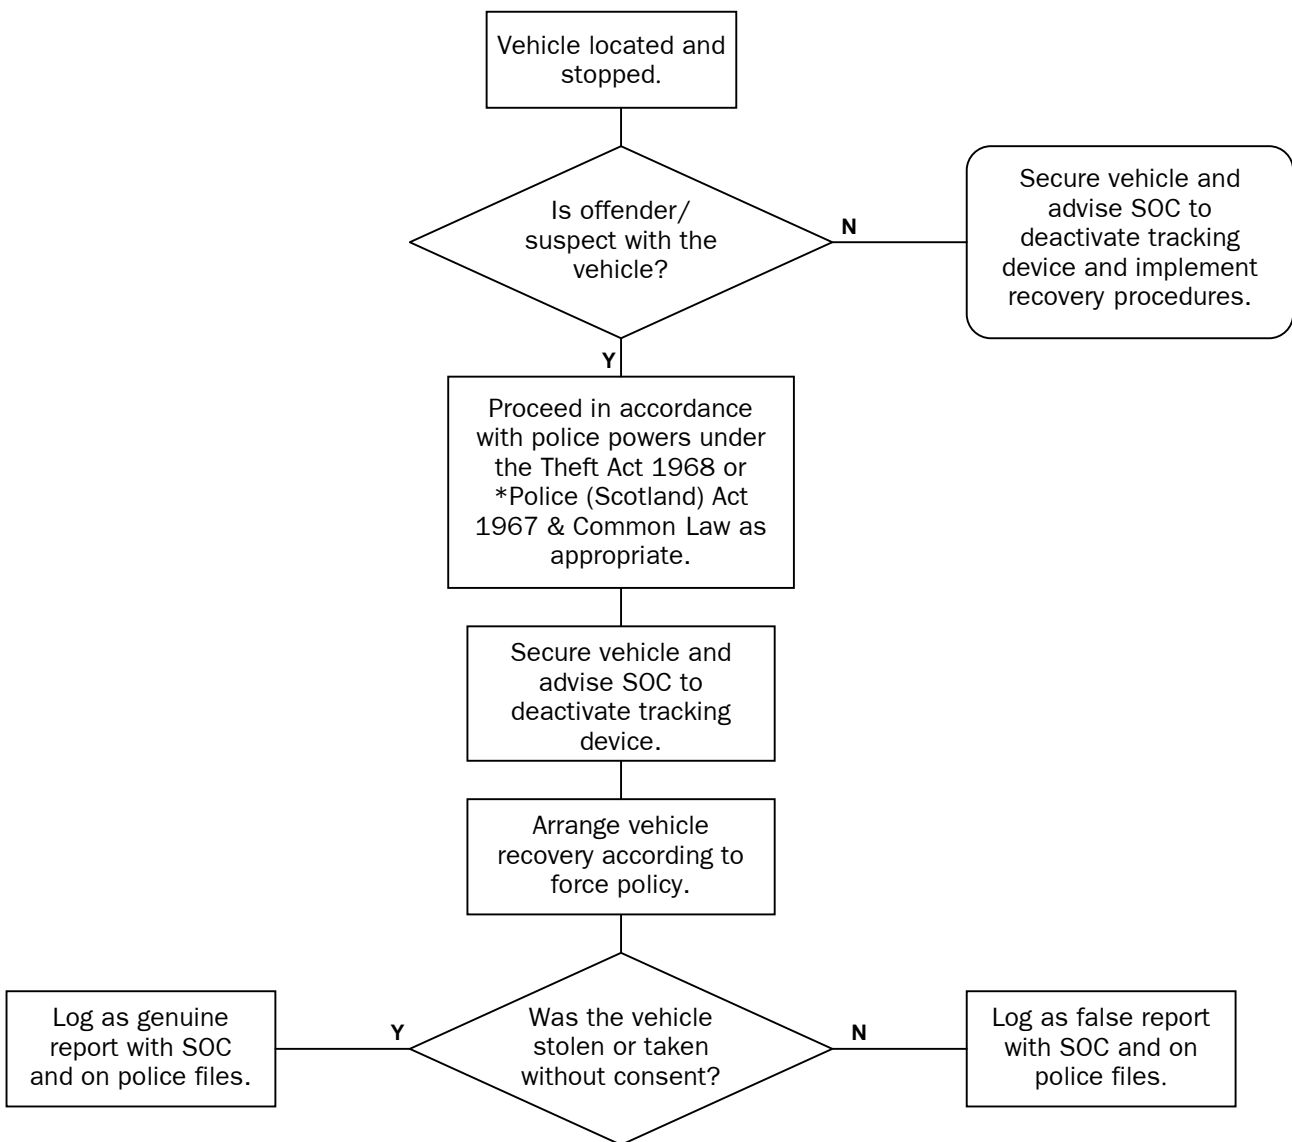 Vehicle located and
stopped.
Is offender/
suspect with the
vehicle?
N
Secure vehicle and
advise SOC to
deactivate tracking
device and implement
recovery procedures.
Y
Proceed in accordance
with police powers under
the Theft Act 1968 or
*Police (Scotland) Act
1967 & Common Law as
appropriate.
Secure vehicle and
advise SOC to
deactivate tracking
device.
Arrange vehicle
recovery according to
force policy.
Was the vehicle
stolen or taken
without consent?
Y
Log as genuine
report with SOC
and on police files.
N
Log as false report
with SOC and on
police files.